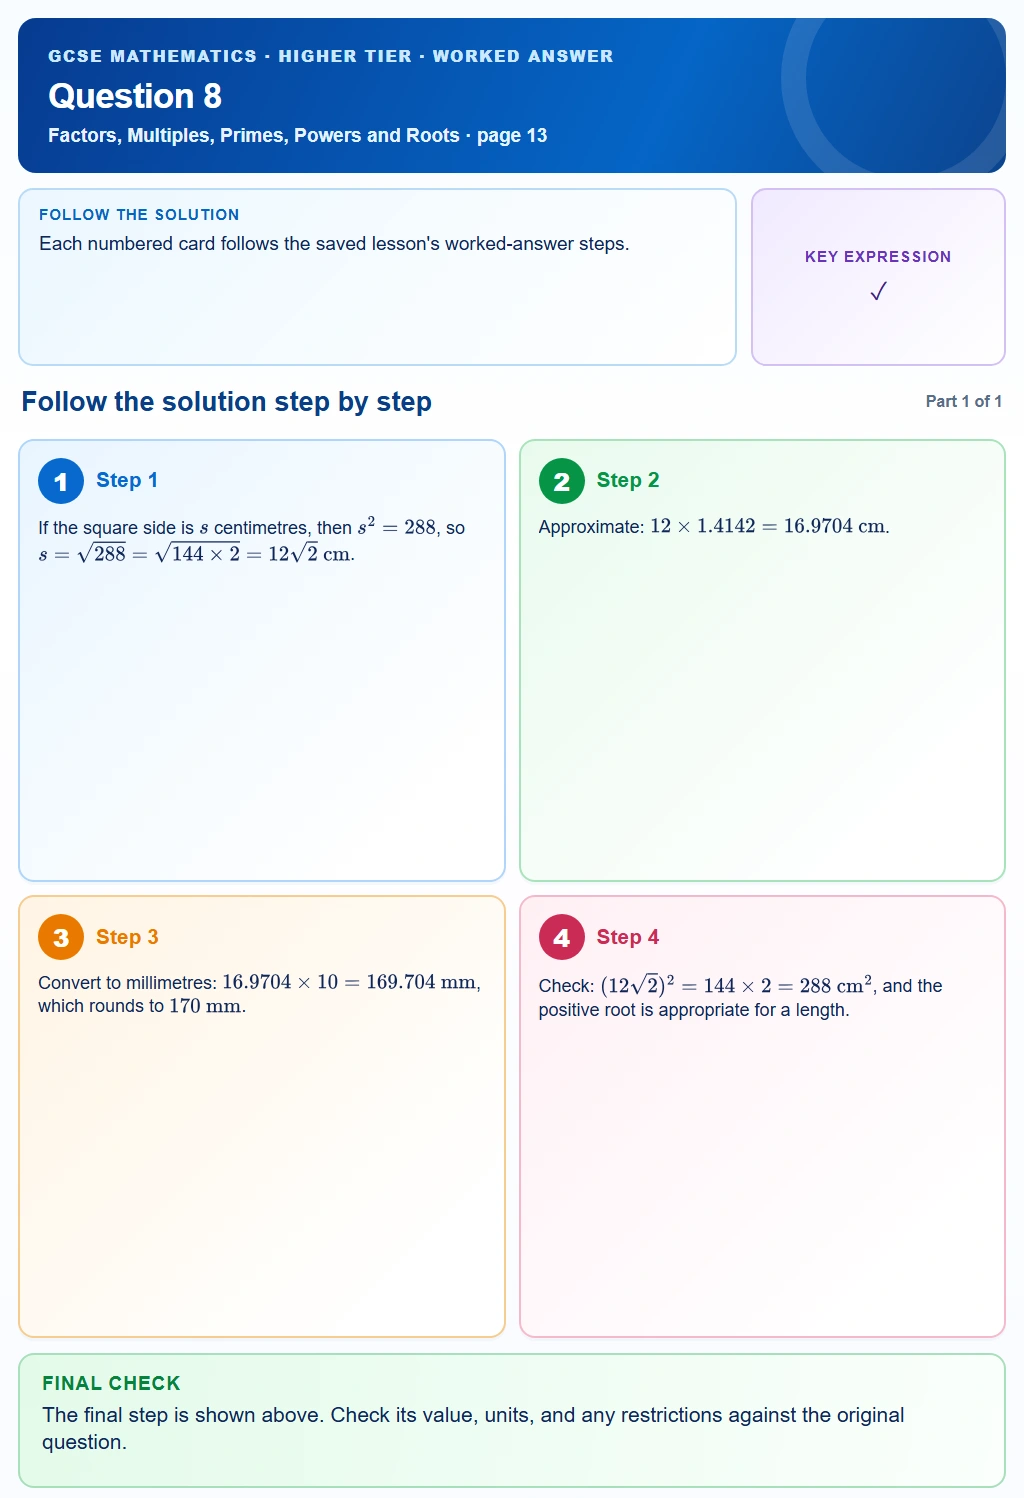 GCSE MATHEMATICS · HIGHER TIER · WORKED ANSWER
Question 8
Factors, Multiples, Primes, Powers and Roots · page 13
FOLLOW THE SOLUTION
Each numbered card follows the saved lesson's worked-answer steps.
KEY EXPRESSION
✓
Follow the solution step by step
Part 1 of 1
1 Step 1
If the square side is s centimetres, then s² = 288, so
s = √288 = √(144 × 2) = 12√2 cm.
2 Step 2
Approximate: 12 × 1.4142 = 16.9704 cm.
3 Step 3
Convert to millimetres: 16.9704 × 10 = 169.704 mm,
which rounds to 170 mm.
4 Step 4
Check: (12√2)² = 144 × 2 = 288 cm², and the
positive root is appropriate for a length.
FINAL CHECK
The final step is shown above. Check its value, units, and any restrictions against the original
question.